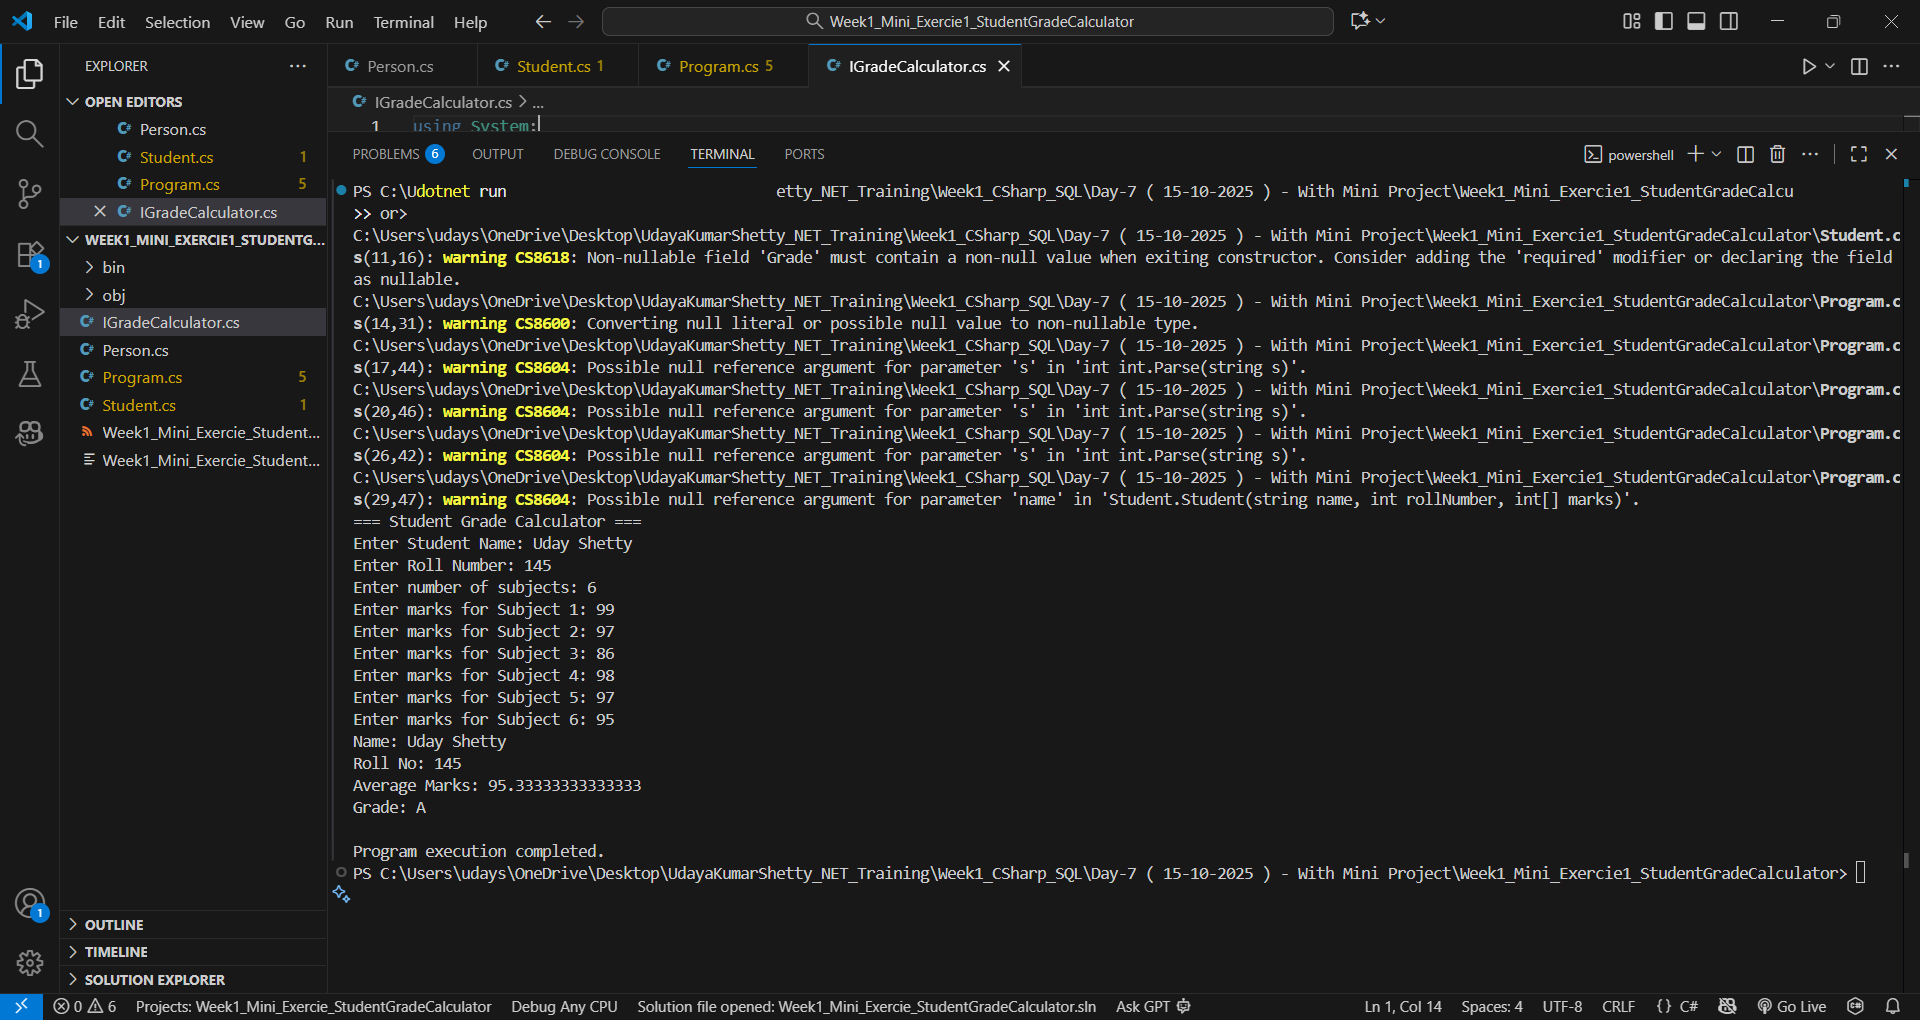 File Edit Selection View Go Run Terminal Help
Week1_Mini_Exercie1_StudentGradeCalculator
EXPLORER
OPEN EDITORS
Person.cs
Student.cs 1
Program.cs 5
IGradeCalculator.cs
WEEK1_MINI_EXERCIE1_STUDENTG...
bin
obj
IGradeCalculator.cs
Person.cs
Program.cs 5
Student.cs 1
Week1_Mini_Exercie_Student...
Week1_Mini_Exercie_Student...
OUTLINE
TIMELINE
SOLUTION EXPLORER
1
1
Person.cs Student.cs 1 Program.cs 5 IGradeCalculator.cs
IGradeCalculator.cs > ...
1 using System;
PROBLEMS 6 OUTPUT DEBUG CONSOLE TERMINAL PORTS powershell
PS C:\Udotnet run etty_NET_Training\Week1_CSharp_SQL\Day-7 ( 15-10-2025 ) - With Mini Project\Week1_Mini_Exercie1_StudentGradeCalcu
>> or>
C:\Users\udays\OneDrive\Desktop\UdayaKumarShetty_NET_Training\Week1_CSharp_SQL\Day-7 ( 15-10-2025 ) - With Mini Project\Week1_Mini_Exercie1_StudentGradeCalculator\Student.c
s(11,16): warning CS8618: Non-nullable field 'Grade' must contain a non-null value when exiting constructor. Consider adding the 'required' modifier or declaring the field
as nullable.
C:\Users\udays\OneDrive\Desktop\UdayaKumarShetty_NET_Training\Week1_CSharp_SQL\Day-7 ( 15-10-2025 ) - With Mini Project\Week1_Mini_Exercie1_StudentGradeCalculator\Program.c
s(14,31): warning CS8600: Converting null literal or possible null value to non-nullable type.
C:\Users\udays\OneDrive\Desktop\UdayaKumarShetty_NET_Training\Week1_CSharp_SQL\Day-7 ( 15-10-2025 ) - With Mini Project\Week1_Mini_Exercie1_StudentGradeCalculator\Program.c
s(17,44): warning CS8604: Possible null reference argument for parameter 's' in 'int int.Parse(string s)'.
C:\Users\udays\OneDrive\Desktop\UdayaKumarShetty_NET_Training\Week1_CSharp_SQL\Day-7 ( 15-10-2025 ) - With Mini Project\Week1_Mini_Exercie1_StudentGradeCalculator\Program.c
s(20,46): warning CS8604: Possible null reference argument for parameter 's' in 'int int.Parse(string s)'.
C:\Users\udays\OneDrive\Desktop\UdayaKumarShetty_NET_Training\Week1_CSharp_SQL\Day-7 ( 15-10-2025 ) - With Mini Project\Week1_Mini_Exercie1_StudentGradeCalculator\Program.c
s(26,42): warning CS8604: Possible null reference argument for parameter 's' in 'int int.Parse(string s)'.
C:\Users\udays\OneDrive\Desktop\UdayaKumarShetty_NET_Training\Week1_CSharp_SQL\Day-7 ( 15-10-2025 ) - With Mini Project\Week1_Mini_Exercie1_StudentGradeCalculator\Program.c
s(29,47): warning CS8604: Possible null reference argument for parameter 'name' in 'Student.Student(string name, int rollNumber, int[] marks)'.
=== Student Grade Calculator ===
Enter Student Name: Uday Shetty
Enter Roll Number: 145
Enter number of subjects: 6
Enter marks for Subject 1: 99
Enter marks for Subject 2: 97
Enter marks for Subject 3: 86
Enter marks for Subject 4: 98
Enter marks for Subject 5: 97
Enter marks for Subject 6: 95
Name: Uday Shetty
Roll No: 145
Average Marks: 95.33333333333333
Grade: A
Program execution completed.
PS C:\Users\udays\OneDrive\Desktop\UdayaKumarShetty_NET_Training\Week1_CSharp_SQL\Day-7 ( 15-10-2025 ) - With Mini Project\Week1_Mini_Exercie1_StudentGradeCalculator>
0 6 Projects: Week1_Mini_Exercie_StudentGradeCalculator Debug Any CPU Solution file opened: Week1_Mini_Exercie_StudentGradeCalculator.sln Ask GPT Ln 1, Col 14 Spaces: 4 UTF-8 CRLF {} C# Go Live